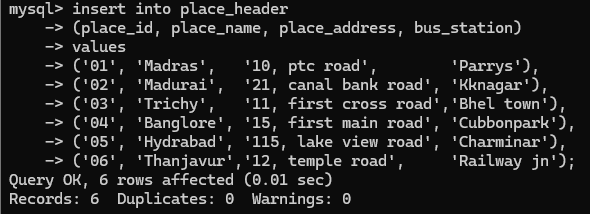 mysql> insert into place_header
    -> (place_id, place_name, place_address, bus_station)
    -> values
    -> ('01', 'Madras',   '10, ptc road',        'Parrys'),
    -> ('02', 'Madurai',  '21, canal bank road', 'Kknagar'),
    -> ('03', 'Trichy',   '11, first cross road','Bhel town'),
    -> ('04', 'Banglore', '15, first main road', 'Cubbonpark'),
    -> ('05', 'Hydrabad', '115, lake view road', 'Charminar'),
    -> ('06', 'Thanjavur','12, temple road',     'Railway jn');
Query OK, 6 rows affected (0.01 sec)
Records: 6  Duplicates: 0  Warnings: 0